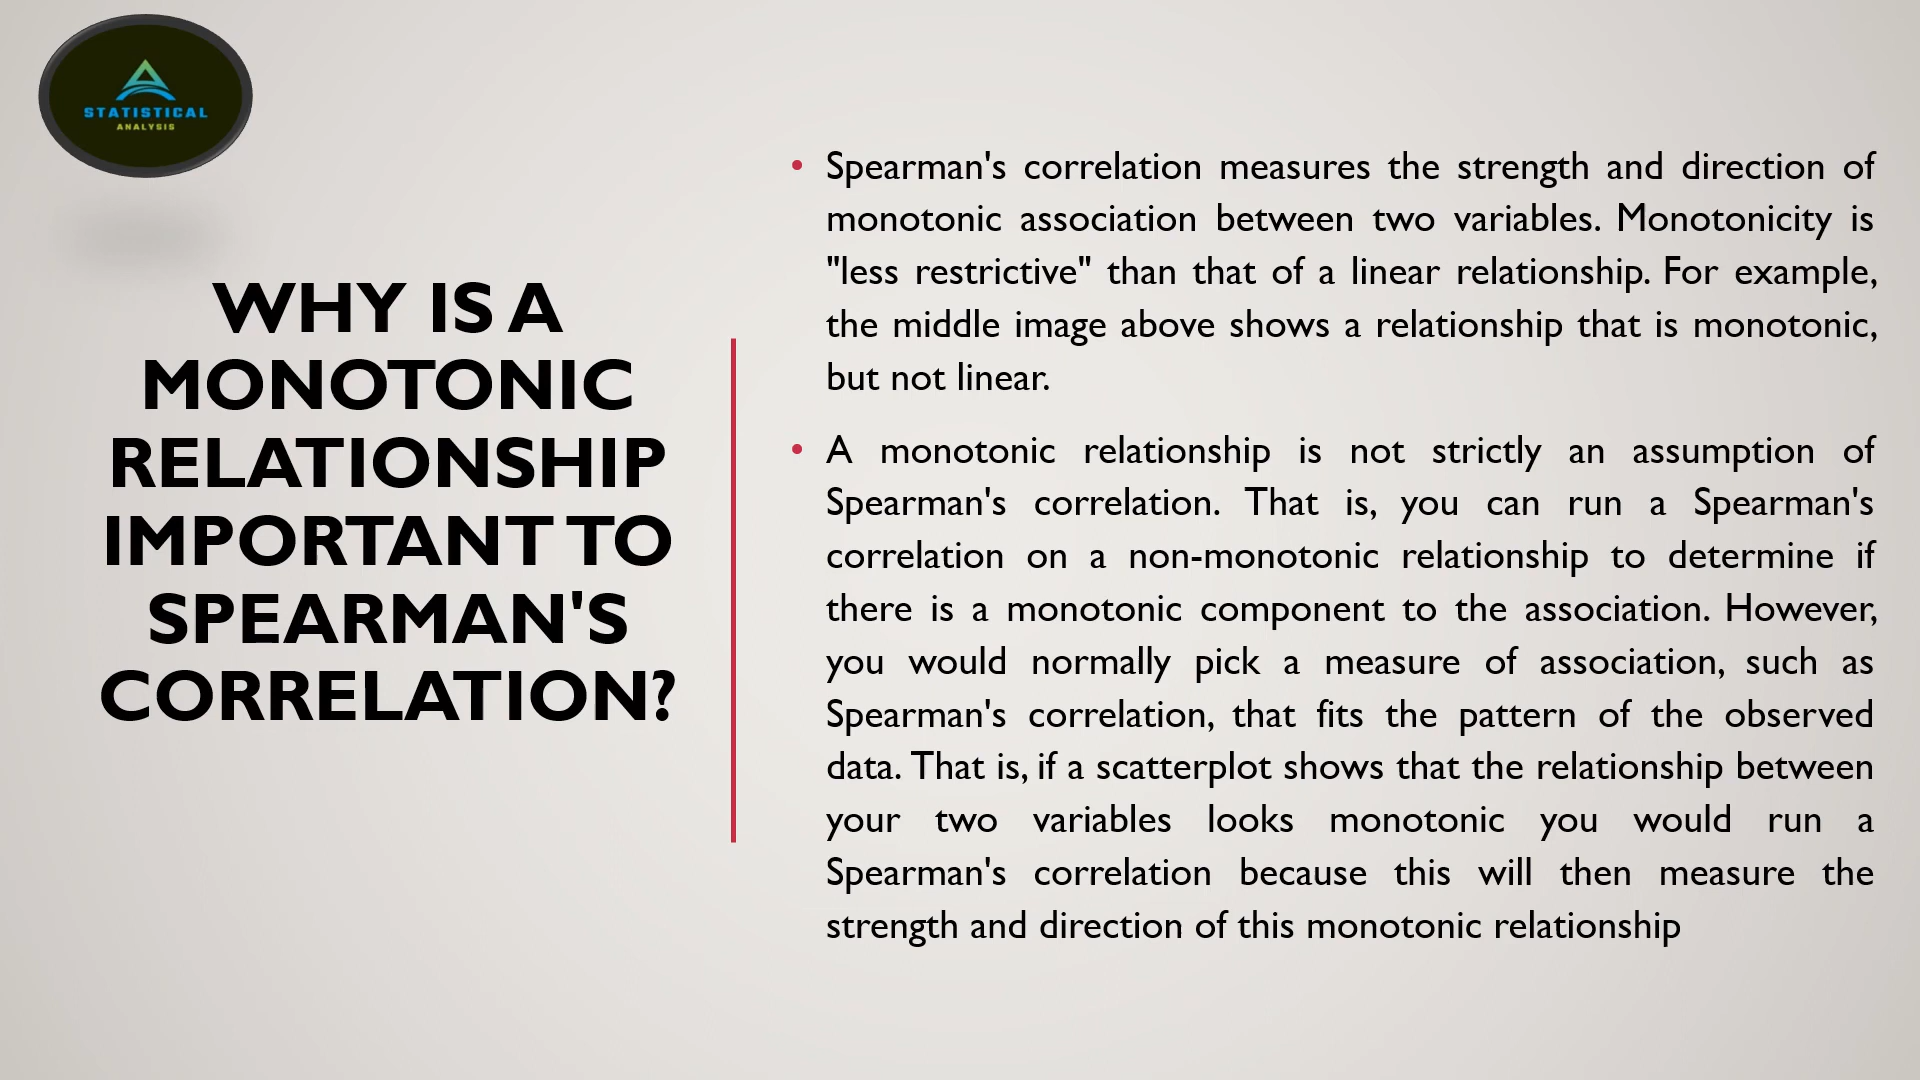 STATISTICAL
ANALYSIS
WHY IS A
MONOTONIC
RELATIONSHIP
IMPORTANT TO
SPEARMAN'S
CORRELATION?
• Spearman's correlation measures the strength and direction of
monotonic association between two variables. Monotonicity is
"less restrictive" than that of a linear relationship. For example,
the middle image above shows a relationship that is monotonic,
but not linear.
• A monotonic relationship is not strictly an assumption of
Spearman's correlation. That is, you can run a Spearman's
correlation on a non-monotonic relationship to determine if
there is a monotonic component to the association. However,
you would normally pick a measure of association, such as
Spearman's correlation, that fits the pattern of the observed
data. That is, if a scatterplot shows that the relationship between
your two variables looks monotonic you would run a
Spearman's correlation because this will then measure the
strength and direction of this monotonic relationship